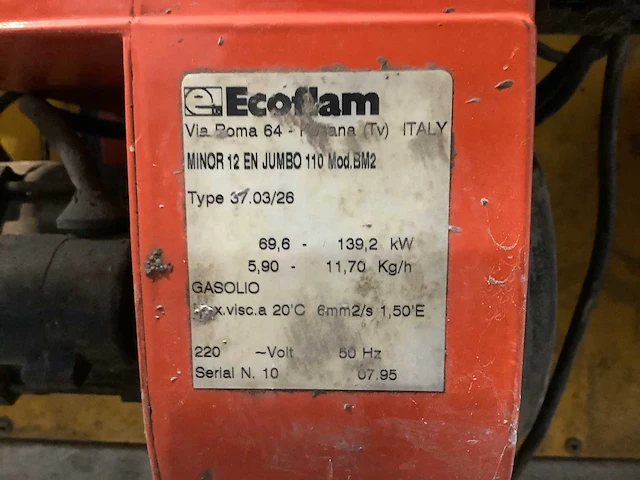 e Ecoflam
Via Roma 64 - (Tv) ITALY
MINOR 12 EN JUMBO 110 Mod.BM2
Type 37.03/26
69,6 - 139,2 kW
5,90 - 11,70 Kg/h
GASOLIO
visc.a 20'C 6mm2/s 1,50'E
220 ~Volt 50 Hz
Serial N. 10 07.95